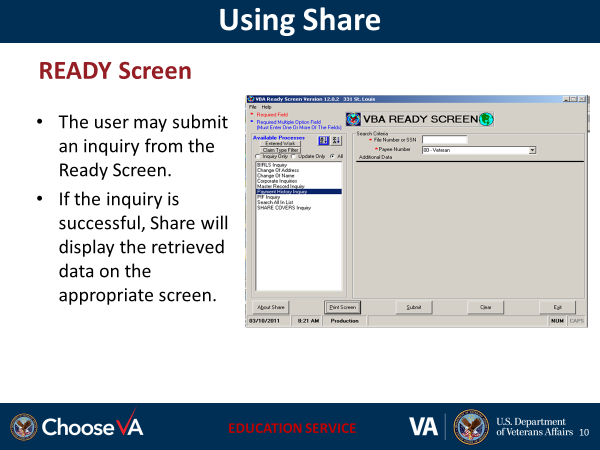 Using Share
READY Screen
• The user may submit
an inquiry from the
Ready Screen.
• If the inquiry is
successful, Share will
display the retrieved
data on the
appropriate screen.
VBA Ready Screen Version 12.0.2 331 St. Louis
File Help
* Required Field
* Required Multiple Option Field
(Must Enter One Or More Of The Fields)
VBA READY SCREEN
Available Processes
Entered Work
Claim Type Filter
Inquiry Only Update Only All
BIRLS Inquiry
Change Of Address
Change Of Name
Corporate Inquiries
Master Record Inquiry
Payment History Inquiry
PIF Inquiry
Search All In List
SHARE COVERS Inquiry
Search Criteria
* File Number or SSN
* Payee Number 00 - Veteran
Additional Data
About Share Print Screen Submit Clear Exit
03/10/2011 8:21 AM Production NUM CAPS
ChooseVA
EDUCATION SERVICE
VA
U.S. Department
of Veterans Affairs
10